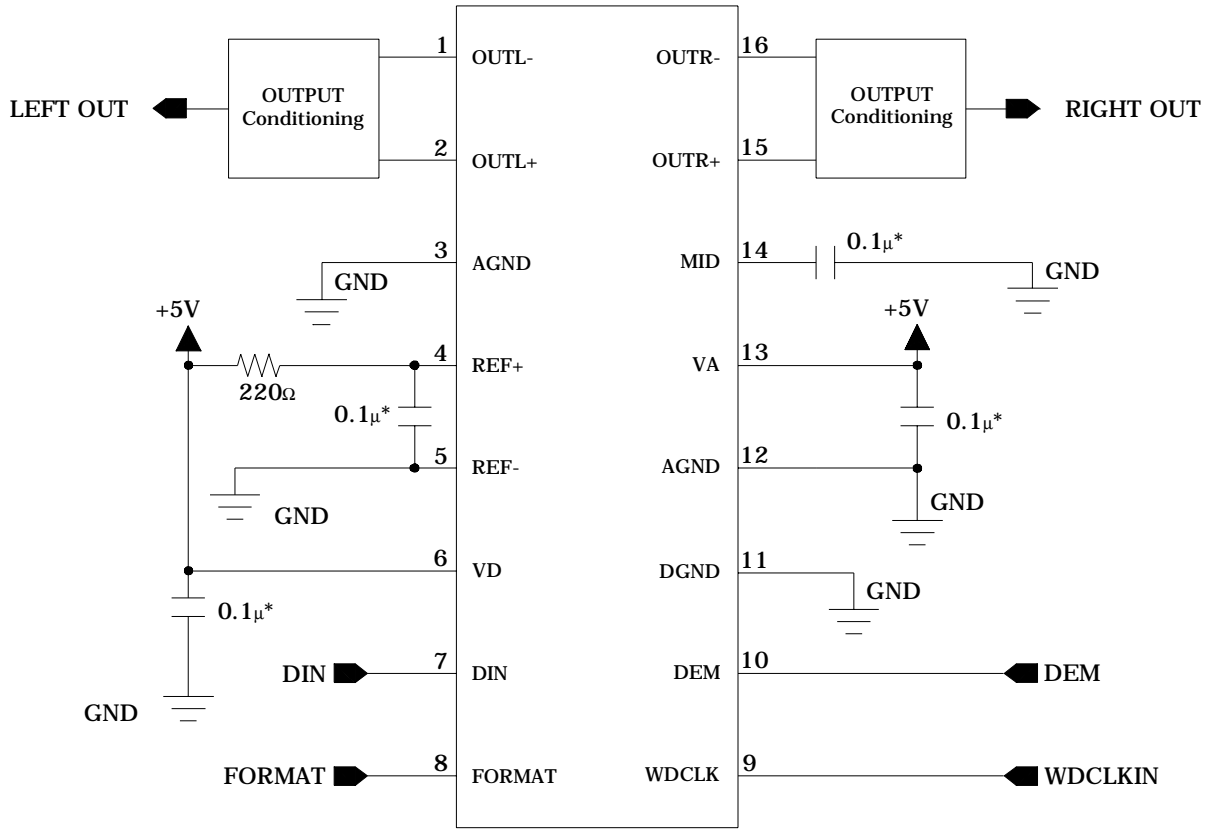 1
OUTL-
OUTR-
16
LEFT OUT
OUTPUT
Conditioning
OUTPUT
Conditioning
RIGHT OUT
2
OUTL+
OUTR+
15
3
AGND
GND
MID
14
0.1μ*
GND
+5V
4
REF+
220Ω
VA
13
+5V
0.1μ*
0.1μ*
5
REF-
GND
AGND
12
GND
6
VD
DGND
11
GND
0.1μ*
GND
DIN
7
DIN
DEM
10
DEM
FORMAT
8
FORMAT
WDCLK
9
WDCLKIN